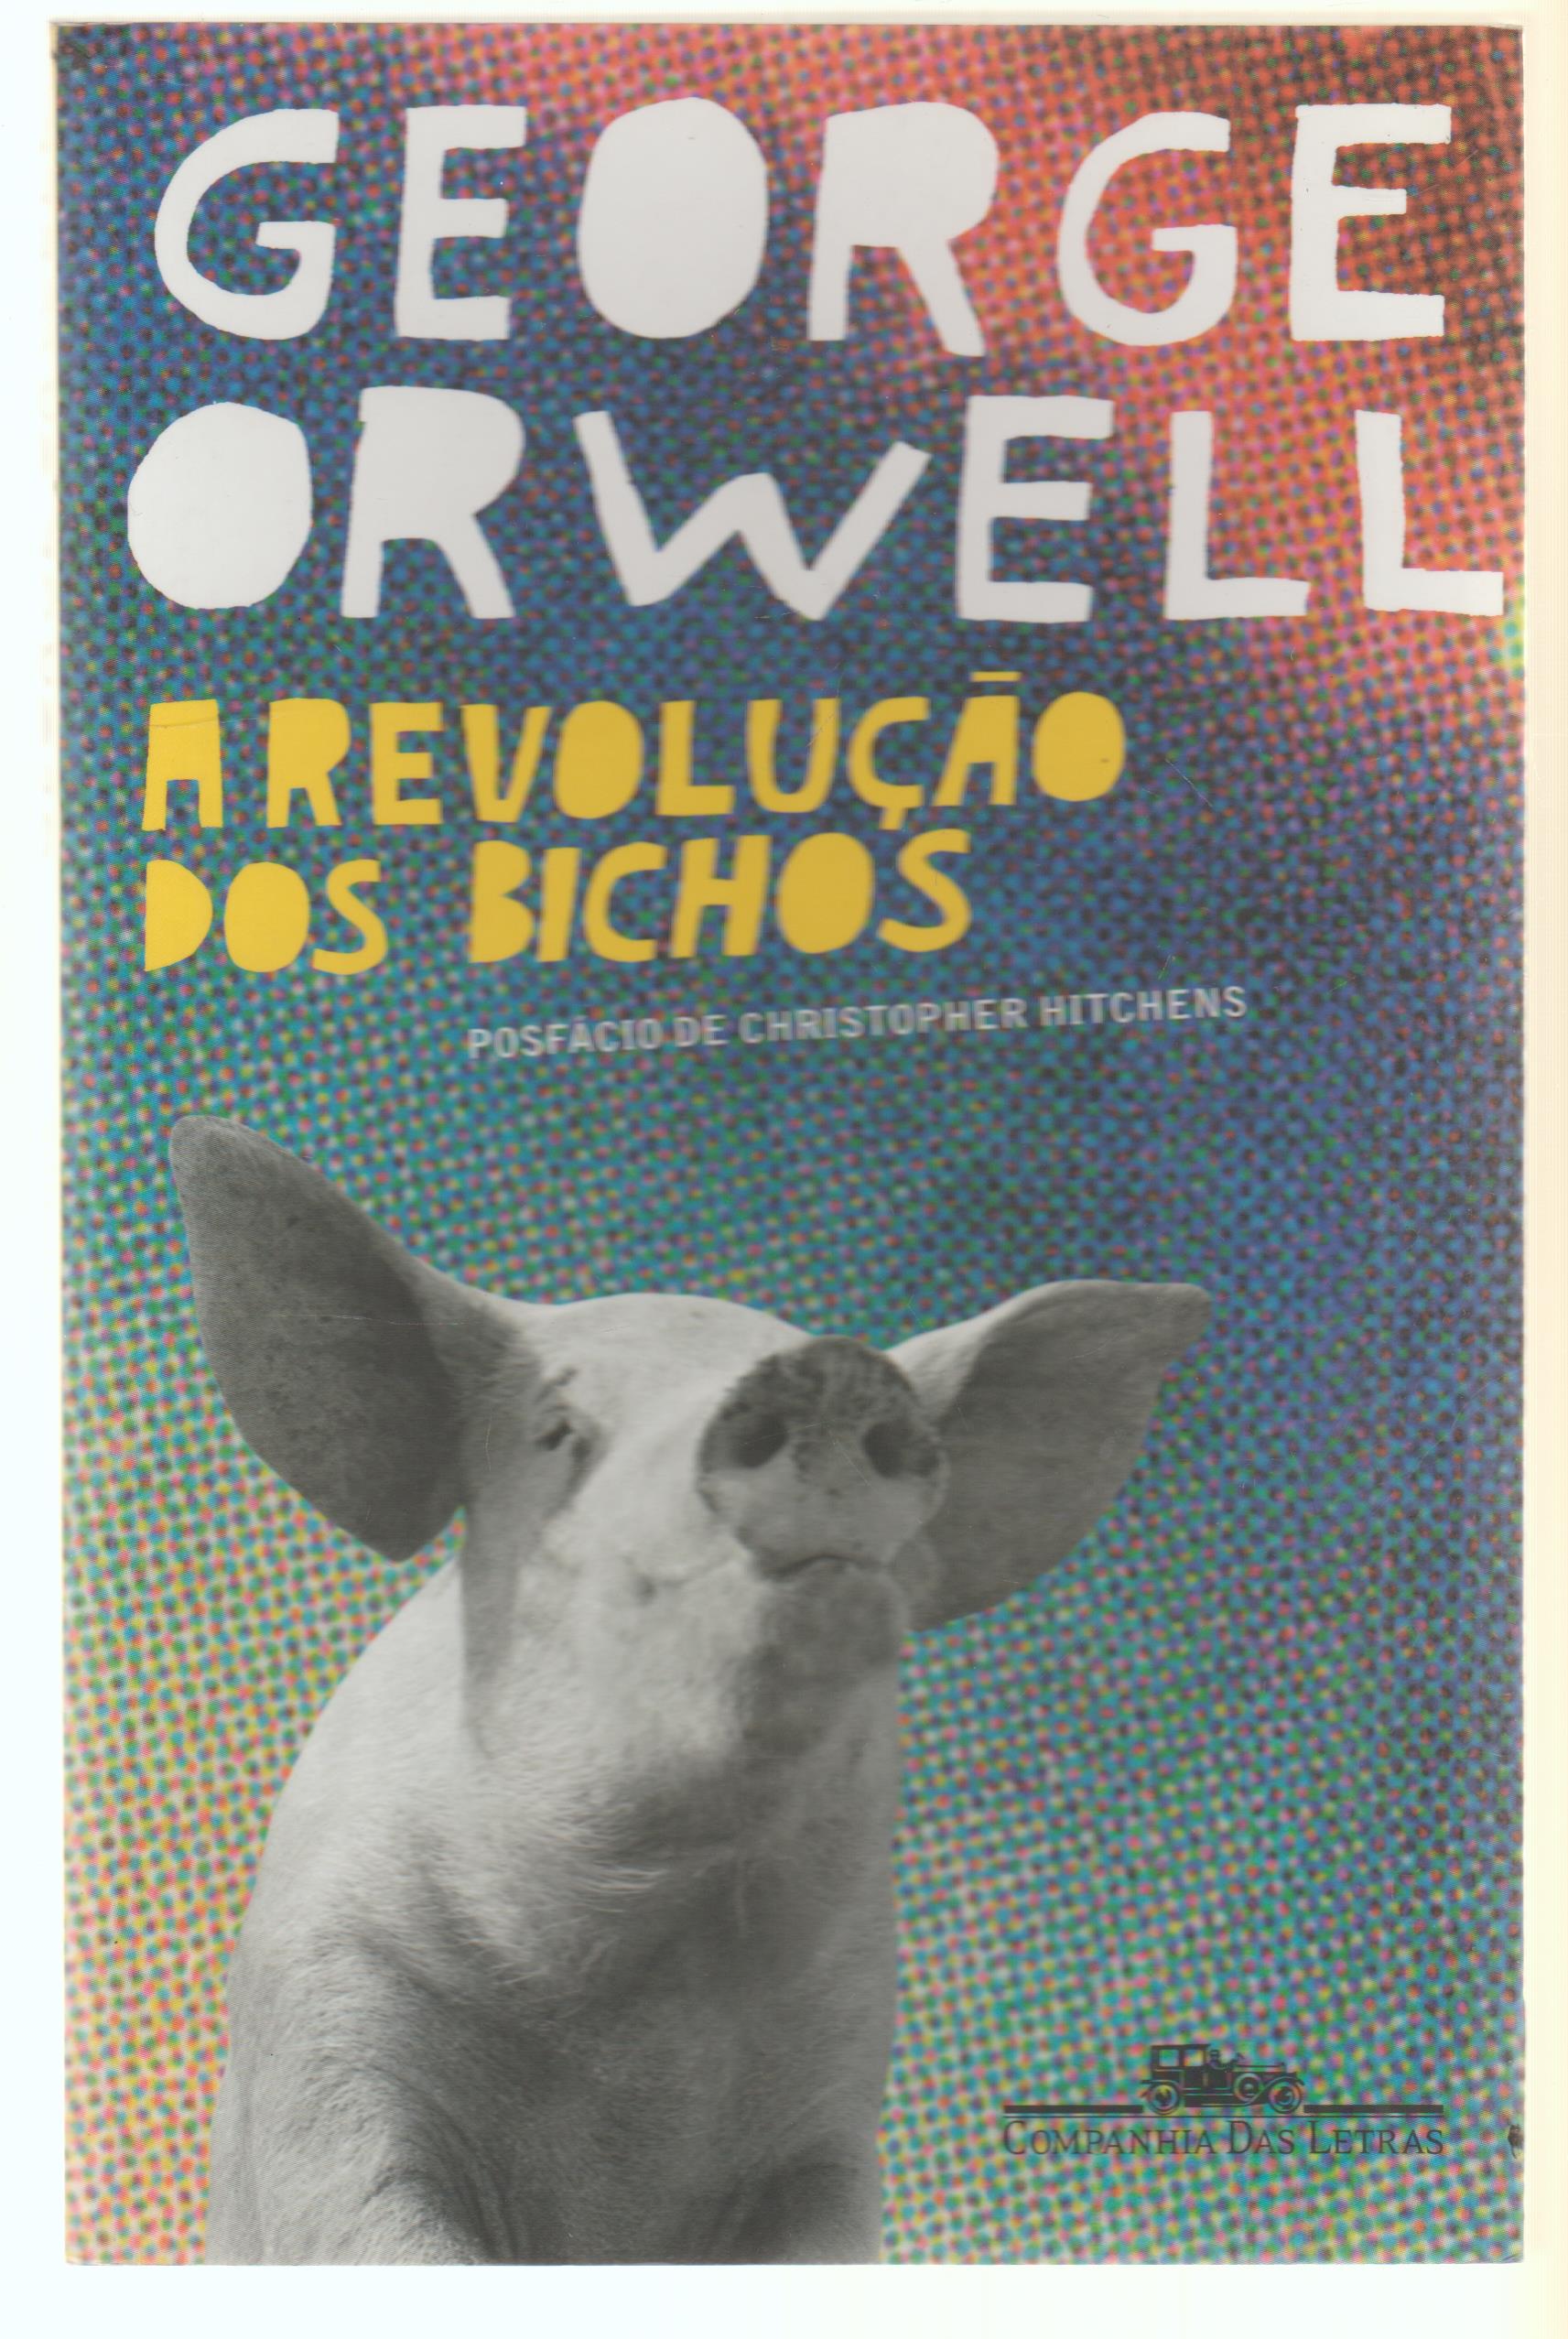 GEORGE
ORWELL
A REVOLUÇÃO
DOS BICHOS
POSFÁCIO DE CHRISTOPHER HITCHENS
COMPANHIA DAS LETRAS